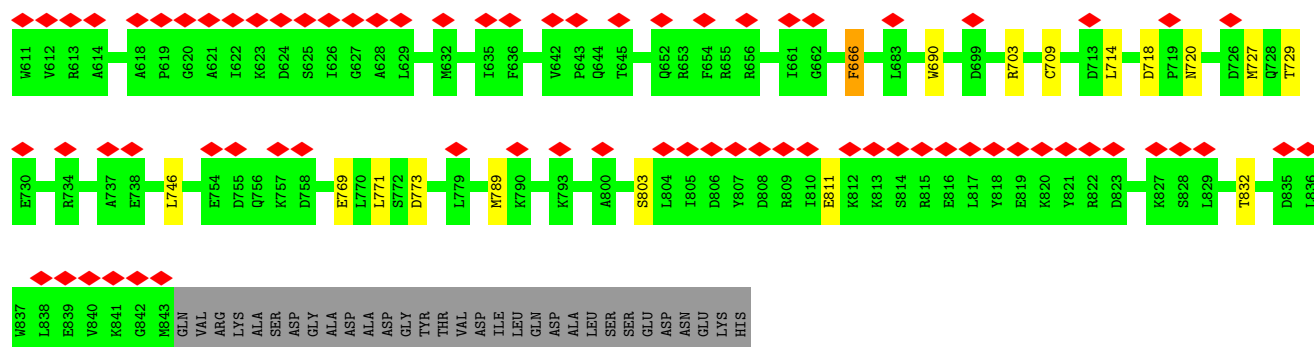 W611 V612 R613 A614 A618 P619 G620 A621 I622 K623 D624 S625 I626 G627 A628 L629 M632 I635 F636 V642 P643 Q644 T645 Q652 R653 F654 R655 R656 I661 G662 F666 L683 W690 D699 R703 C709 D713 L714 D718 P719 N720 D726 M727 Q728 T729
E730 R734 A737 E738 L746 E754 D755 Q756 K757 D758 E769 L770 L771 S772 D773 L779 M789 K790 K793 A800 S803 L804 I805 D806 Y807 D808 R809 I810 E811 K812 K813 S814 R815 E816 L817 Y818 E819 K820 Y821 R822 D823 K827 S828 L829 T832 D835 L836
W837 L838 E839 V840 K841 G842 M843 GLN VAL ARG LYS ALA SER ASP GLY ALA ASP ALA ASP GLY TYR THR VAL ASP ILE LEU GLN ASP ALA LEU SER SER GLU ASP ASN GLU LYS HIS